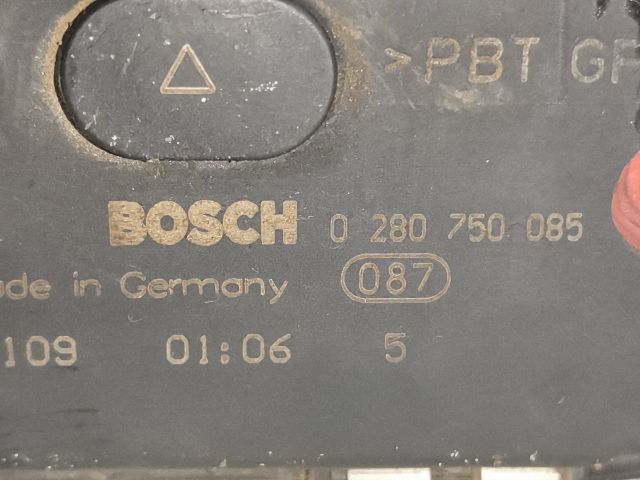 >PBT GF
BOSCH 0 280 750 085
ade in Germany 087
109 01:06 5